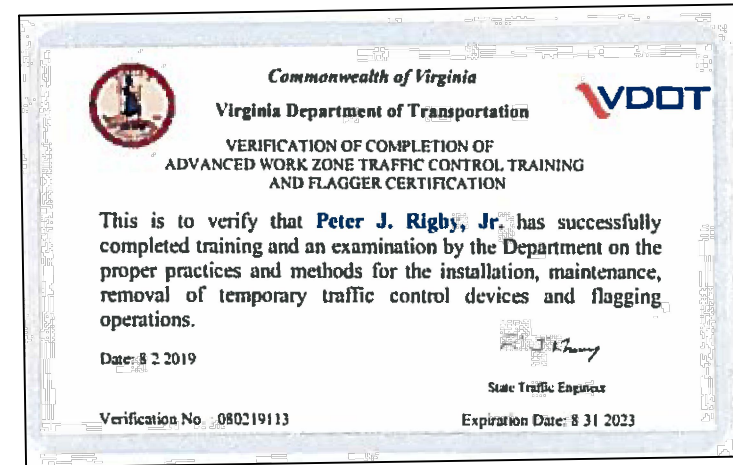 Commonwealth of Virginia
VDOT
Virginia Department of Transportation
VERIFICATION OF COMPLETION OF
ADVANCED WORK ZONE TRAFFIC CONTROL TRAINING
AND FLAGGER CERTIFICATION
This is to verify that Peter J. Rigby, Jr. has successfully
completed training and an examination by the Department on the
proper practices and methods for the installation, maintenance,
removal of temporary traffic control devices and flagging
operations.
Date: 8 2 2019
State Traffic Engineer
Verification No. : 080219113
Expiration Date: 8 31 2023